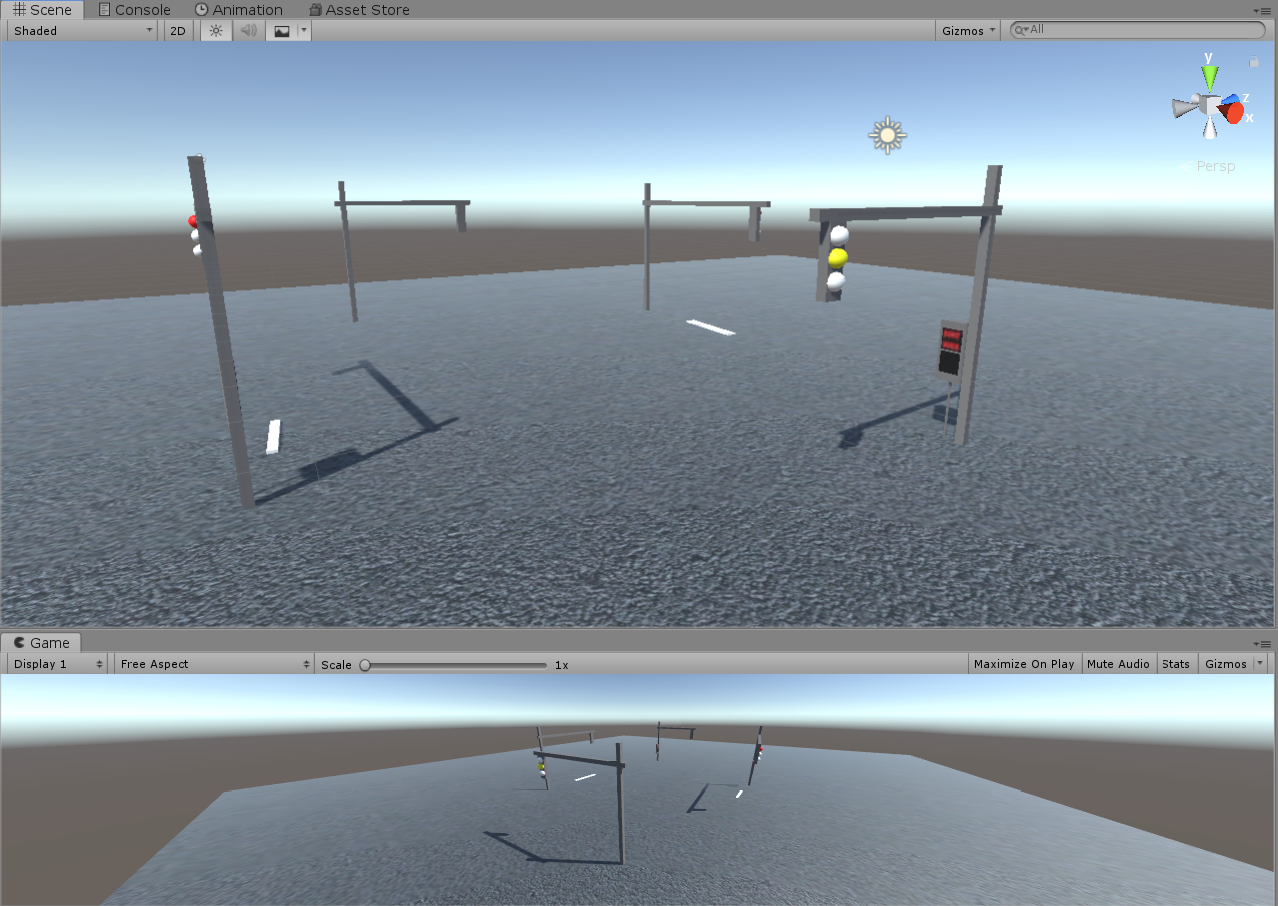 Scene Console Animation Asset Store
Shaded 2D Gizmos All
y
z
x
Persp
Game
Display 1 Free Aspect Scale 1x Maximize On Play Mute Audio Stats Gizmos